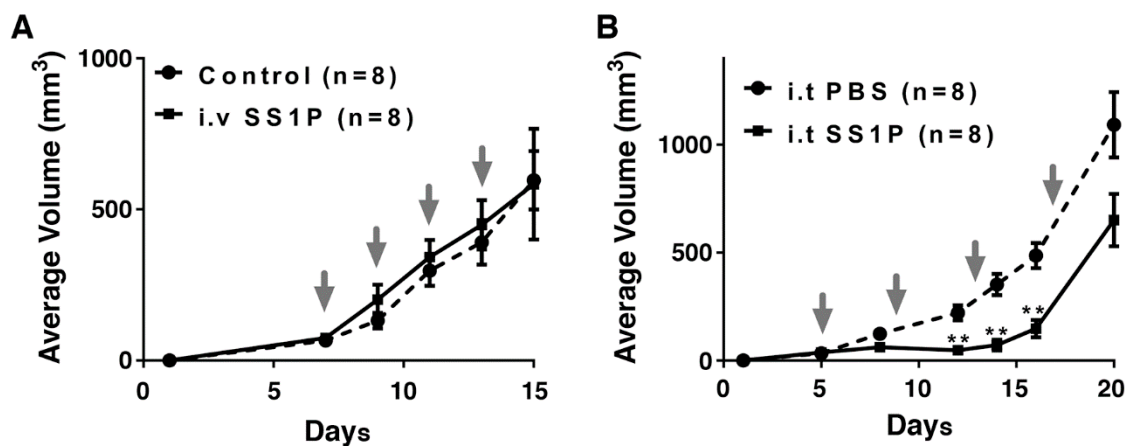 A
Average Volume (mm³)
1000
500
0
Control (n=8)
i.v SS1P (n=8)
0 5 10 15
Days
B
Average Volume (mm³)
1000
500
0
i.t PBS (n=8)
i.t SS1P (n=8)
** ** **
0 5 10 15 20
Days